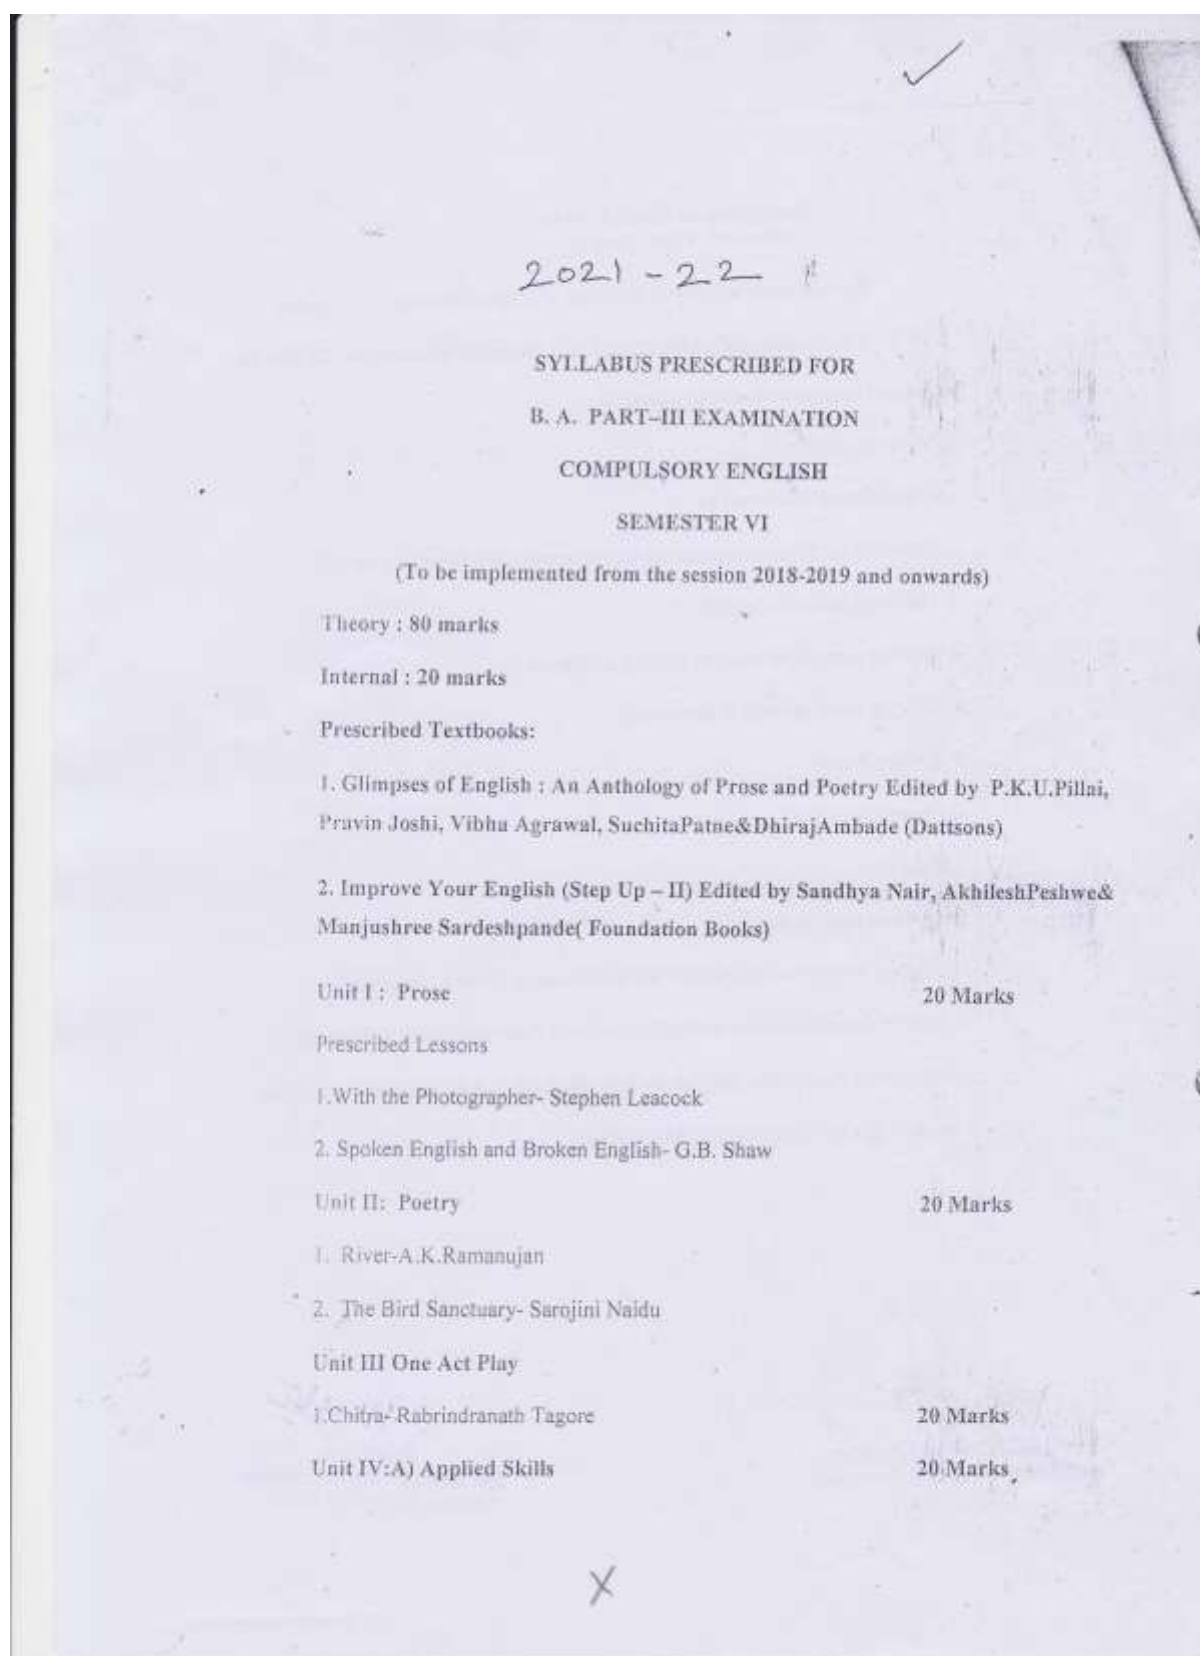 2021-22
SYLLABUS PRESCRIBED FOR
B. A. PART–III EXAMINATION
COMPULSORY ENGLISH
SEMESTER VI
(To be implemented from the session 2018-2019 and onwards)
Theory : 80 marks
Internal : 20 marks
Prescribed Textbooks:
1. Glimpses of English : An Anthology of Prose and Poetry Edited by P.K.U.Pillai,
Pravin Joshi, Vibha Agrawal, SuchitaPatne&DhirajAmbade (Dattsons)
2. Improve Your English (Step Up – II) Edited by Sandhya Nair, AkhileshPeshwe&
Manjushree Sardeshpande( Foundation Books)
Unit I : Prose 20 Marks
Prescribed Lessons
1.With the Photographer- Stephen Leacock
2. Spoken English and Broken English- G.B. Shaw
Unit II: Poetry 20 Marks
1. River-A.K.Ramanujan
2. The Bird Sanctuary- Sarojini Naidu
Unit III One Act Play
1.Chitra- Rabrindranath Tagore 20 Marks
Unit IV:A) Applied Skills 20 Marks
X